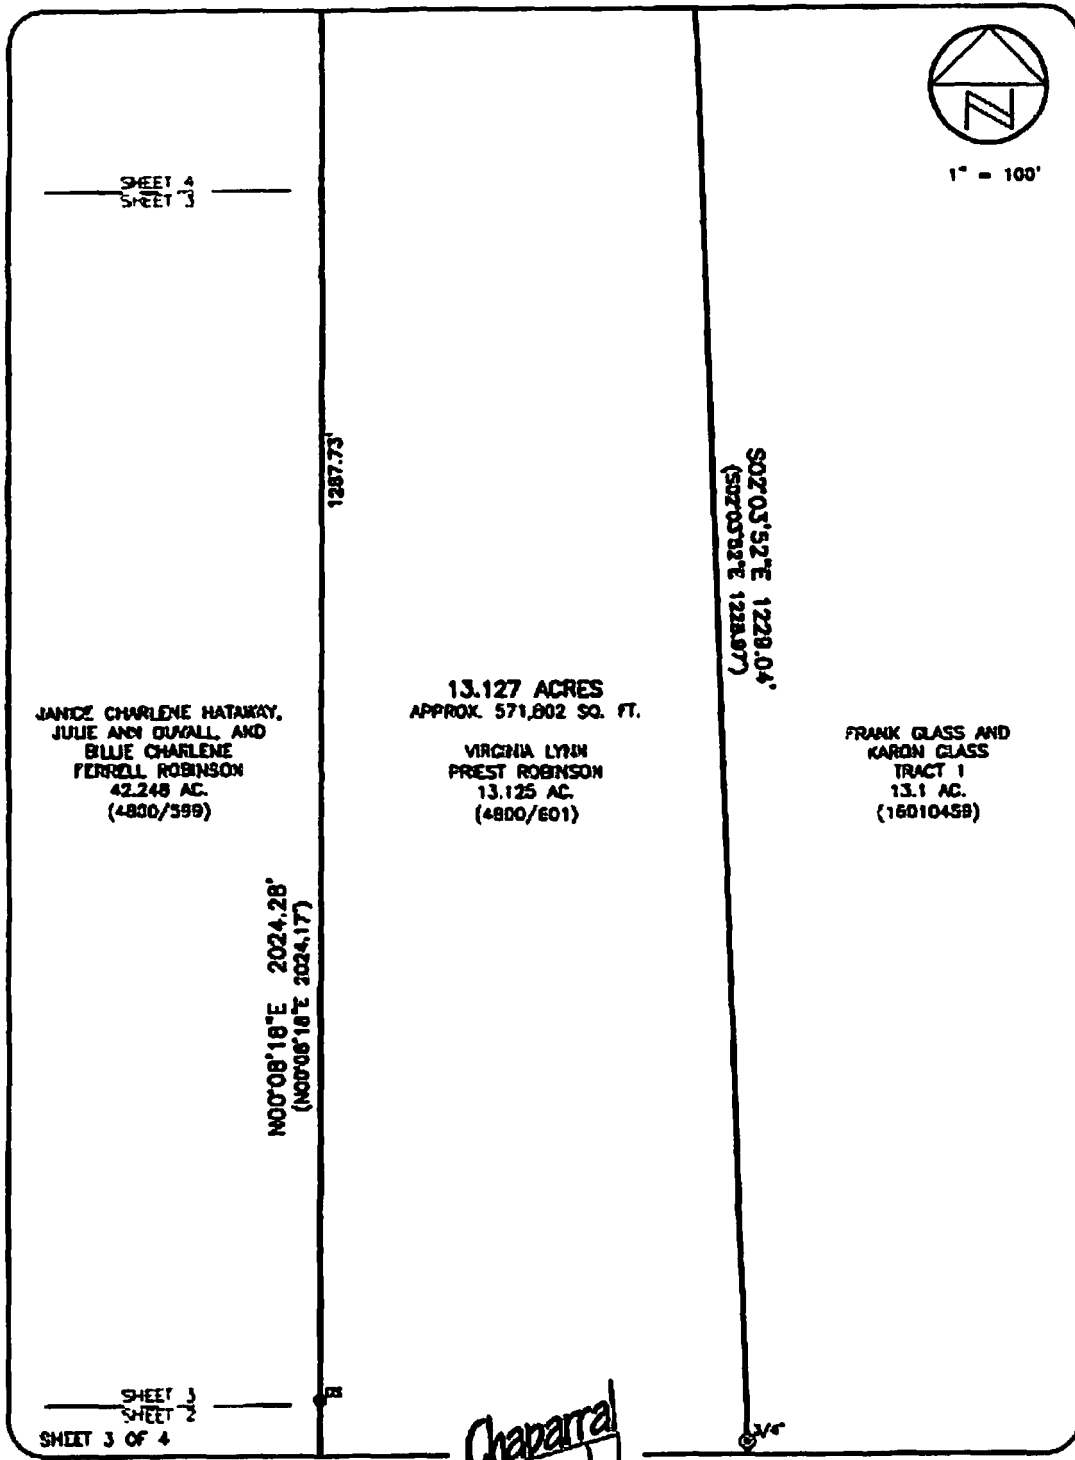 N
1" = 100'
SHEET 4
SHEET 3
1287.73'
S02°03'52"E 1229.04'
(S02°03'52"E 1228.97')
13.127 ACRES
APPROX. 571,802 SQ. FT.
VIRGINIA LYNN
PRIEST ROBINSON
13.125 AC.
(4800/601)
JANICE CHARLENE HATAWAY,
JULIE ANN DUVALL, AND
BILLIE CHARLENE
FERRELL ROBINSON
42.248 AC.
(4800/599)
FRANK GLASS AND
KARON GLASS
TRACT 1
13.1 AC.
(16010459)
N00°08'18"E 2024.28'
(N00°08'18"E 2024.17')
SHEET 3
SHEET 2
3/4"
SHEET 3 OF 4
Chaparral